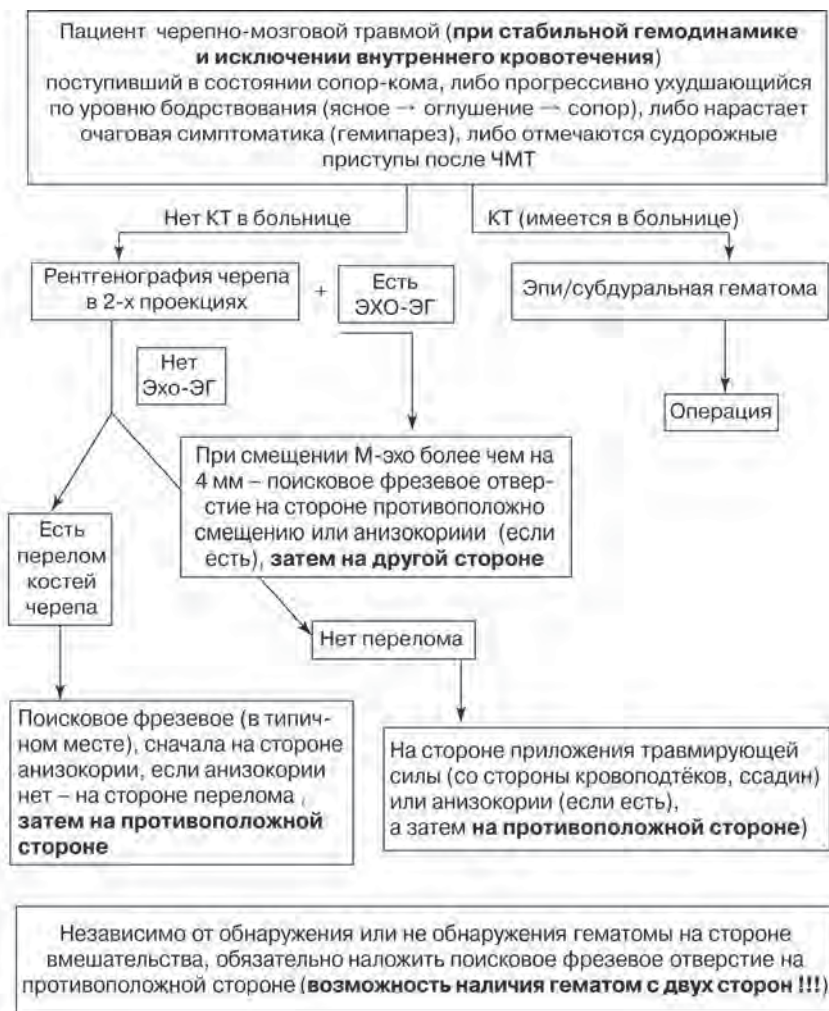 Пациент черепно-мозговой травмой (при стабильной гемодинамике
и исключении внутреннего кровотечения)
поступивший в состоянии сопор-кома, либо прогрессивно ухудшающийся
по уровню бодрствования (ясное → оглушение → сопор), либо нарастает
очаговая симптоматика (гемипарез), либо отмечаются судорожные
приступы после ЧМТ
Нет КТ в больнице
КТ (имеется в больнице)
Рентгенография черепа
в 2-х проекциях
+
Есть
ЭХО-ЭГ
Эпи/субдуральная гематома
Нет
Эхо-ЭГ
Операция
При смещении М-эхо более чем на
4 мм – поисковое фрезевое отвер-
стие на стороне противоположно
смещению или анизокориии (если
есть), затем на другой стороне
Есть
перелом
костей
черепа
Нет перелома
Поисковое фрезевое (в типич-
ном месте), сначала на стороне
анизокории, если анизокории
нет – на стороне перелома ,
затем на противоположной
стороне
На стороне приложения травмирующей
силы (со стороны кровоподтёков, ссадин)
или анизокории (если есть),
а затем на противоположной стороне)
Независимо от обнаружения или не обнаружения гематомы на стороне
вмешательства, обязательно наложить поисковое фрезевое отверстие на
противоположной стороне (возможность наличия гематом с двух сторон !!!)